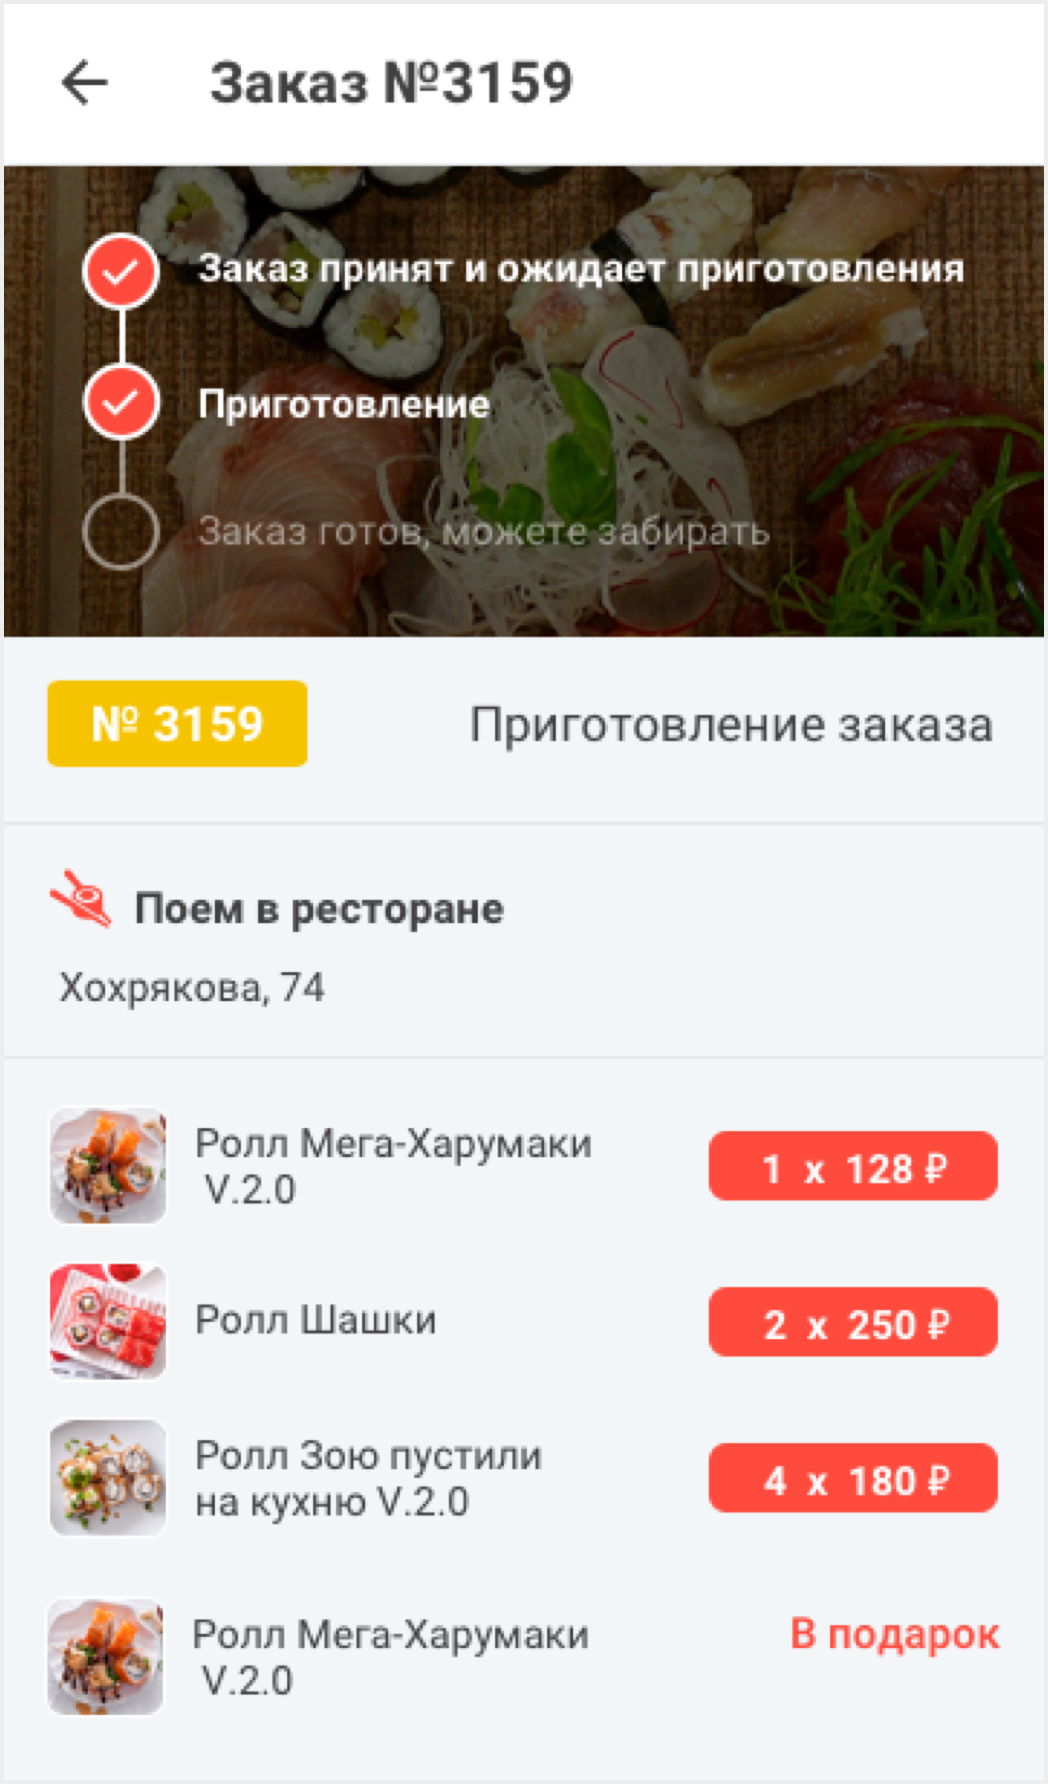 Заказ №3159
Заказ принят и ожидает приготовления
Приготовление
Заказ готов, можете забирать
№ 3159
Приготовление заказа
Поем в ресторане
Хохрякова, 74
Ролл Мега-Харумаки
V.2.0
1 x 128 ₽
Ролл Шашки
2 x 250 ₽
Ролл Зою пустили
на кухню V.2.0
4 x 180 ₽
Ролл Мега-Харумаки
V.2.0
В подарок